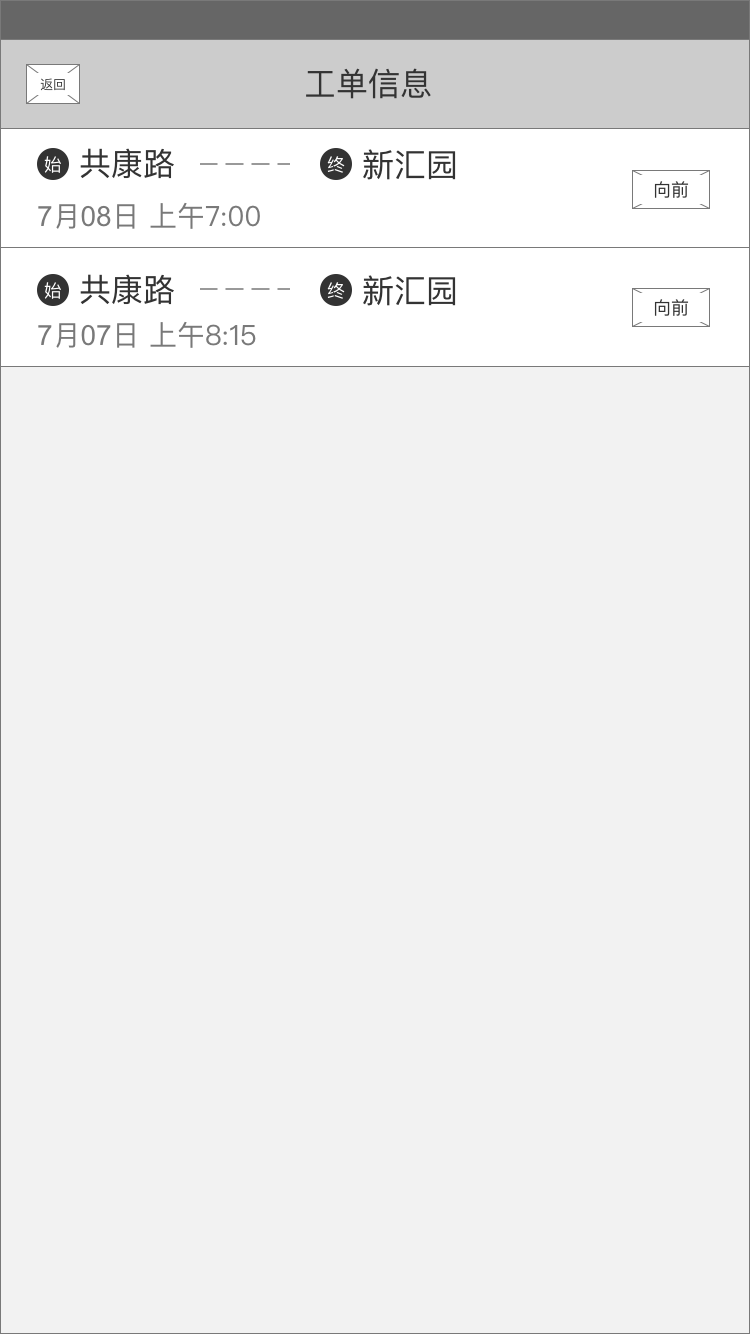 返回 工单信息
始 共康路 终 新汇园
向前
7月08日 上午7:00
始 共康路 终 新汇园
向前
7月07日 上午8:15